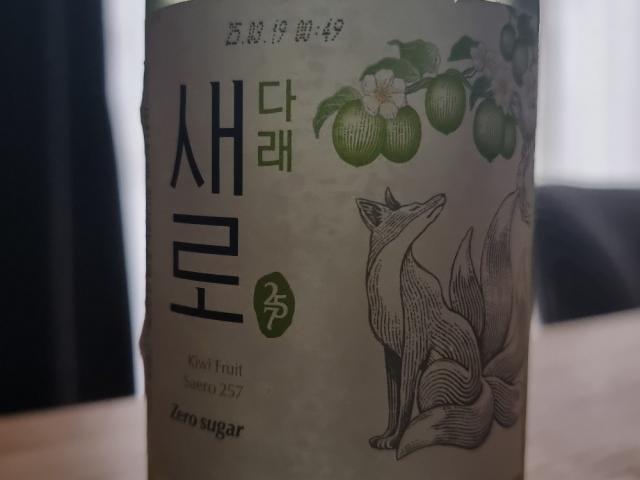 25.03.19 00:49
새로
다래
257
Kiwi Fruit
Saero 257
Zero sugar